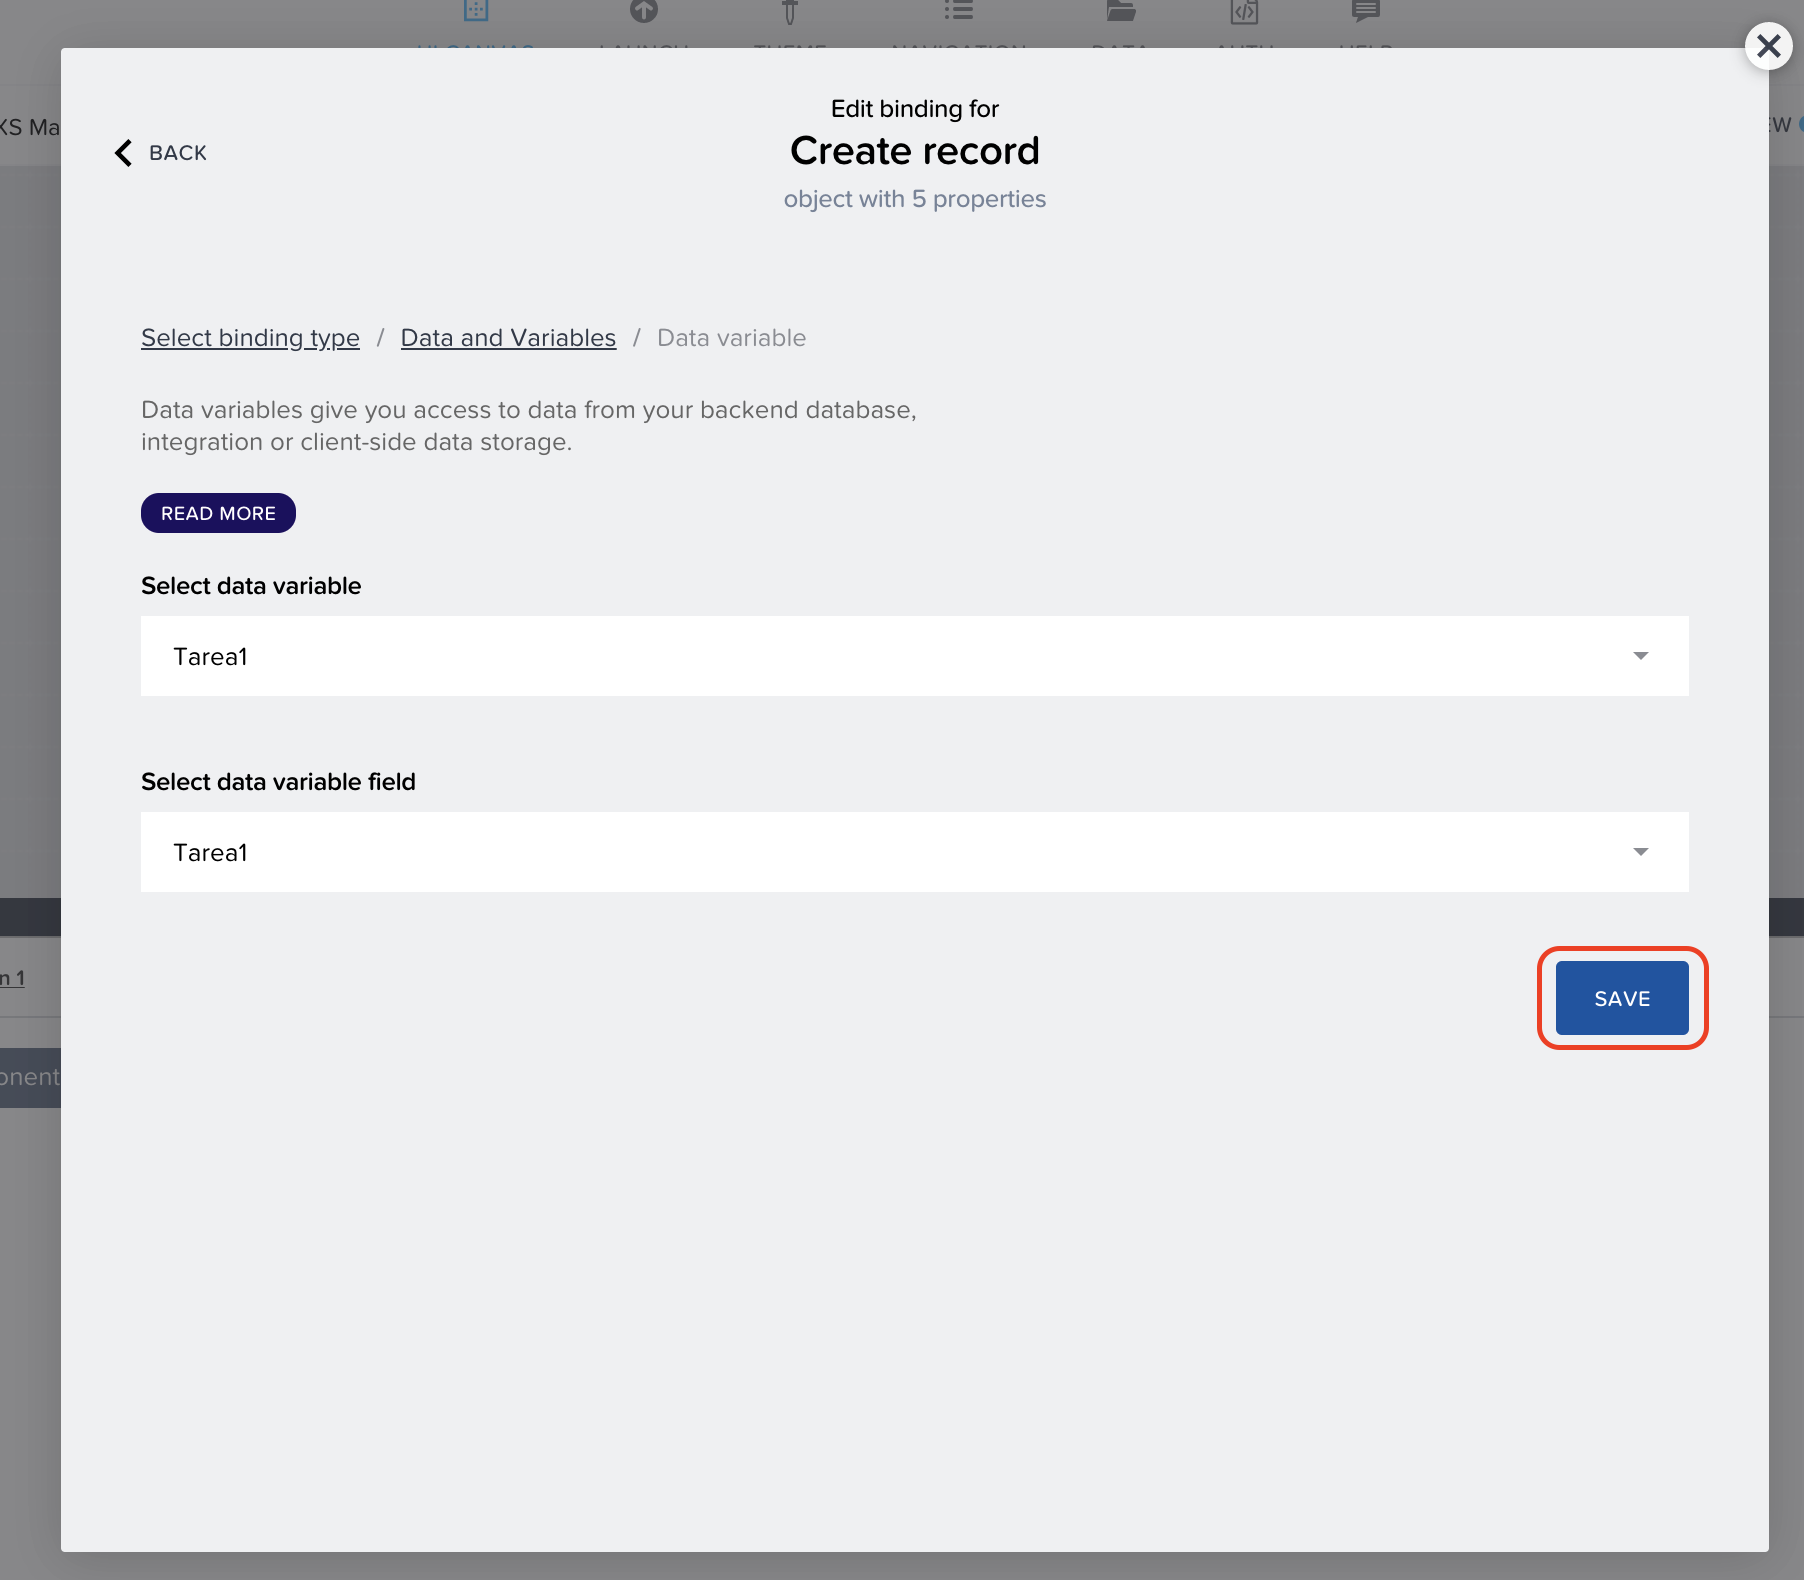 XS Ma
EW
BACK
Edit binding for
Create record
object with 5 properties
Select binding type / Data and Variables / Data variable
Data variables give you access to data from your backend database,
integration or client-side data storage.
READ MORE
Select data variable
Tarea1
Select data variable field
Tarea1
n 1
SAVE
onent